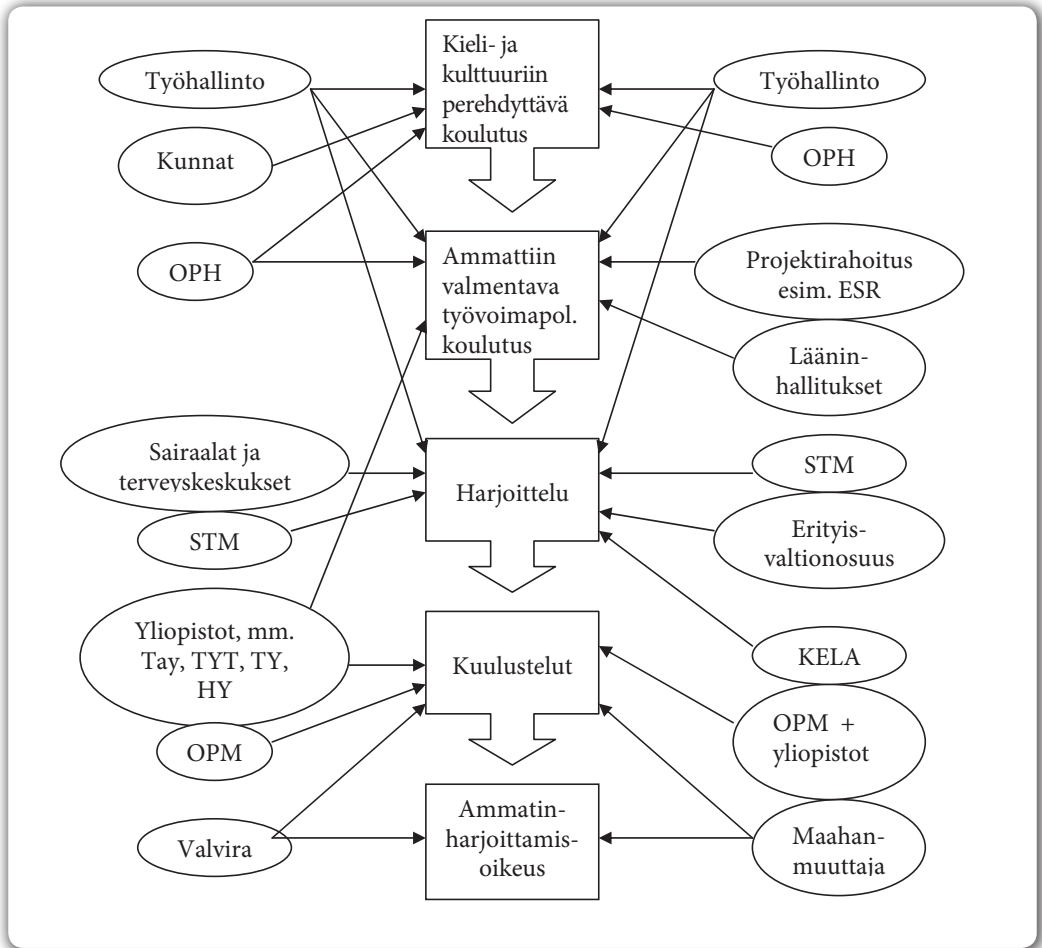 Työhallinto
Kunnat
OPH
Kieli- ja
kulttuuriin
perehdyttävä
koulutus
Työhallinto
OPH
Ammattiin
valmentava
työvoimapol.
koulutus
Projektirahoitus
esim. ESR
Läänin-
hallitukset
Sairaalat ja
terveyskeskukset
STM
Harjoittelu
STM
Erityis-
valtionosuus
KELA
Yliopistot, mm.
Tay, TYT, TY,
HY
OPM
Kuulustelut
OPM +
yliopistot
Valvira
Ammatin-
harjoittamis-
oikeus
Maahan-
muuttaja